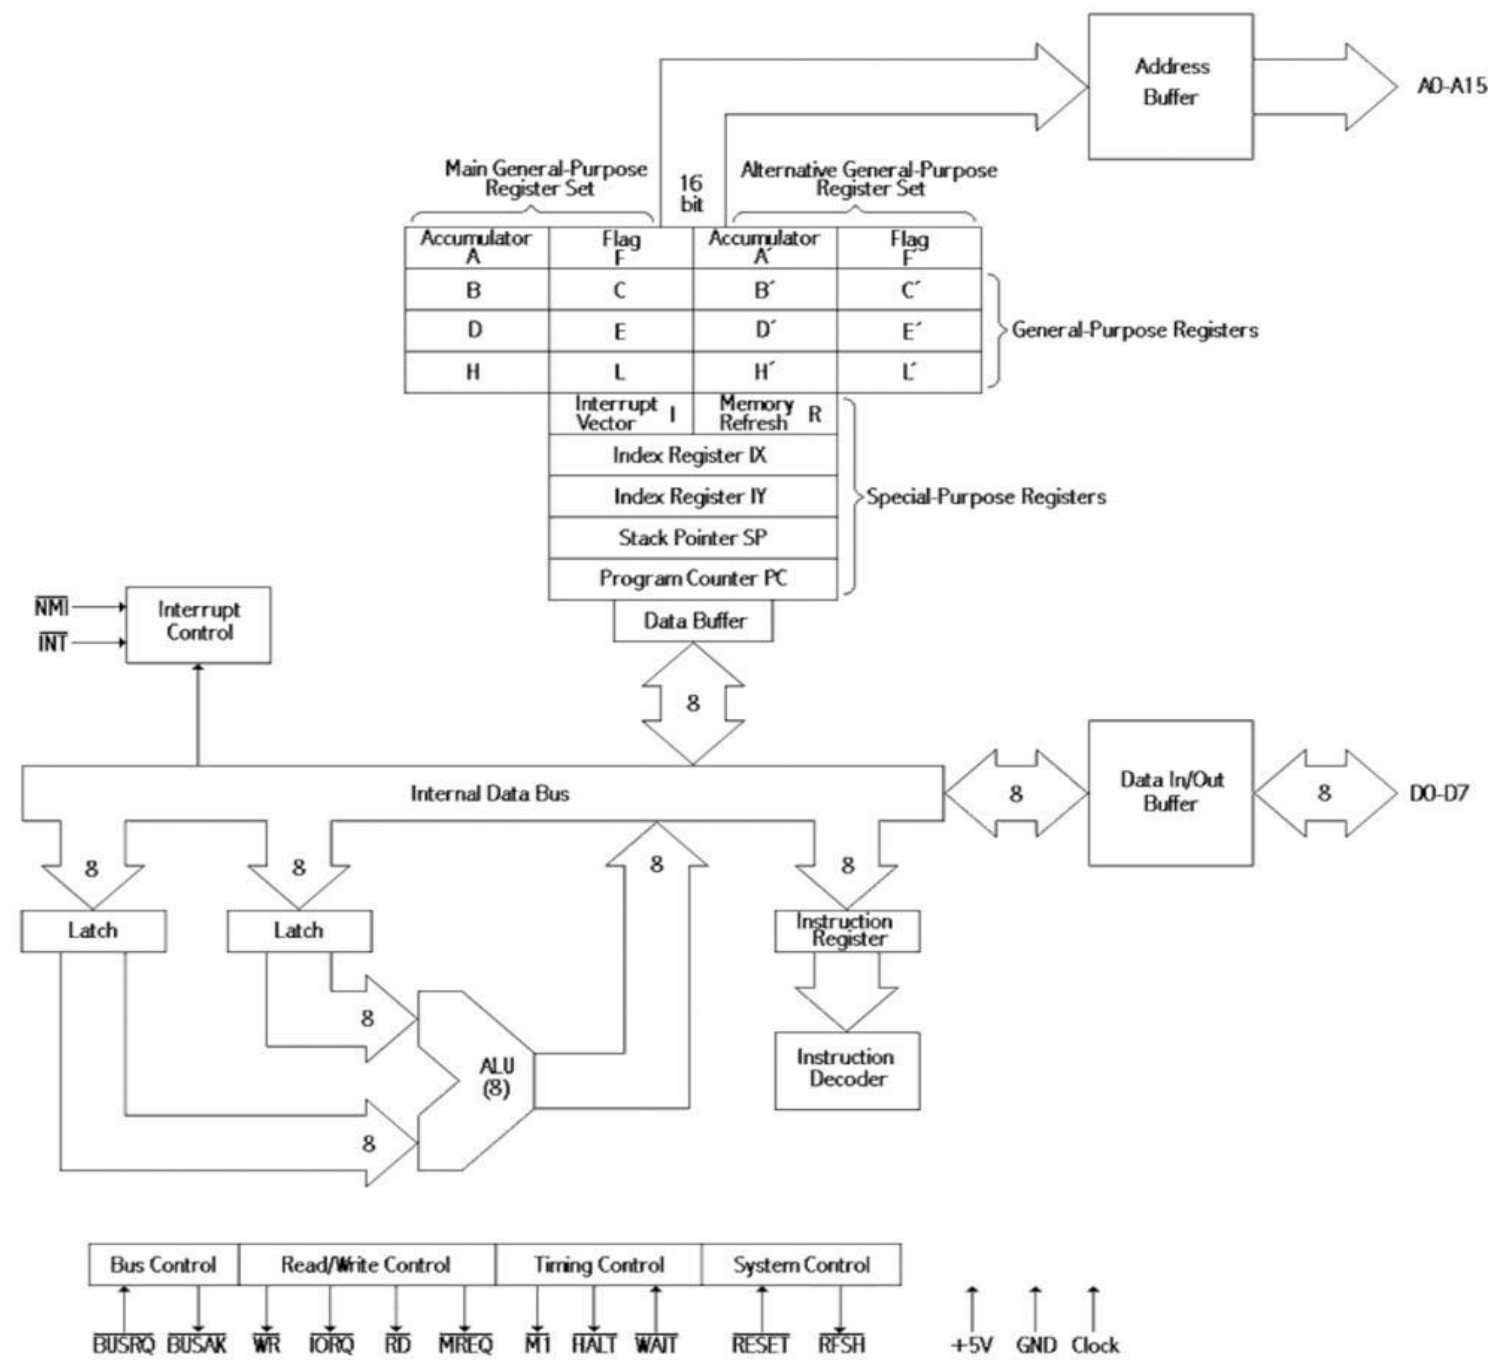 Address
Buffer
A0-A15
Main General-Purpose
Register Set
16
bit
Alternative General-Purpose
Register Set
Accumulator
A
Flag
F
Accumulator
A´
Flag
F´
B
C
B´
C´
D
E
D´
E´
General-Purpose Registers
H
L
H´
L´
Interrupt
Vector
I
Memory
Refresh
R
Index Register IX
Index Register IY
Special-Purpose Registers
Stack Pointer SP
Program Counter PC
NMI
INT
Interrupt
Control
Data Buffer
8
Internal Data Bus
8
Data In/Out
Buffer
8
D0-D7
8
8
8
8
Latch
Latch
Instruction
Register
8
ALU
(8)
8
Instruction
Decoder
Bus Control
Read/Write Control
Timing Control
System Control
BUSRQ
BUSAK
WR
IORQ
RD
MREQ
M1
HALT
WAIT
RESET
RFSH
+5V
GND
Clock